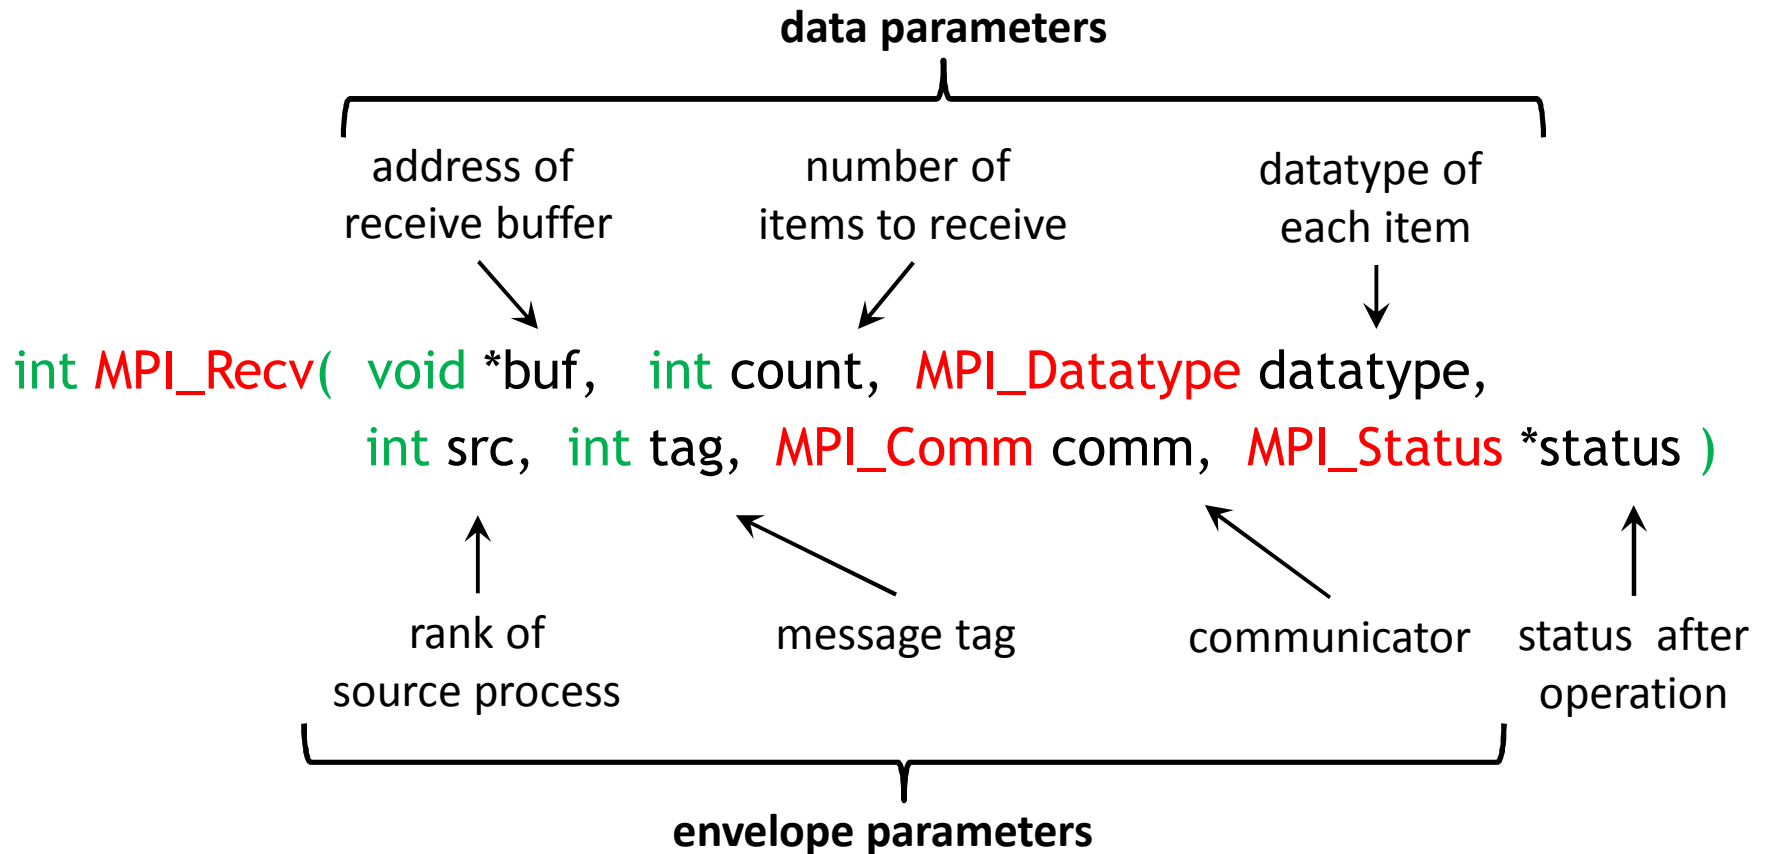 data parameters
address of
receive buffer
number of
items to receive
datatype of
each item
int MPI_Recv( void *buf, int count, MPI_Datatype datatype,
int src, int tag, MPI_Comm comm, MPI_Status *status )
rank of
source process
message tag
communicator
status after
operation
envelope parameters